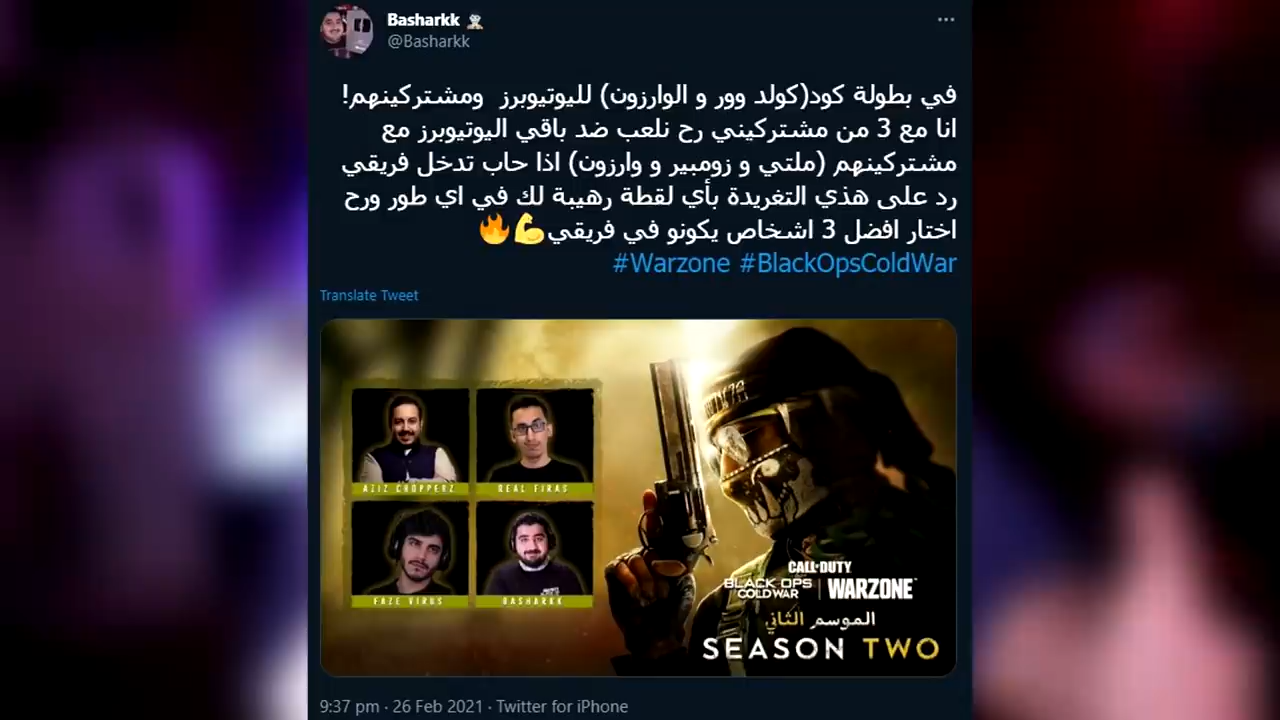 Basharkk
@Basharkk
في بطولة كود(كولد وور و الوارزون) لليوتيوبرز ومشتركينهم!
انا مع 3 من مشتركيني رح نلعب ضد باقي اليوتيوبرز مع
مشتركينهم (ملتي و زومبير و وارزون) اذا حاب تدخل فريقي
رد على هذي التغريدة بأي لقطة رهيبة لك في اي طور ورح
اختار افضل 3 اشخاص يكونو في فريقي💪🔥
#Warzone #BlackOpsColdWar
Translate Tweet
AZIZ CHOPPERZ
REAL FIRAS
FAZE VIRUS
BASHARKK
CALL OF DUTY
BLACK OPS COLD WAR | WARZONE
الموسم الثاني
SEASON TWO
9:37 pm · 26 Feb 2021 · Twitter for iPhone